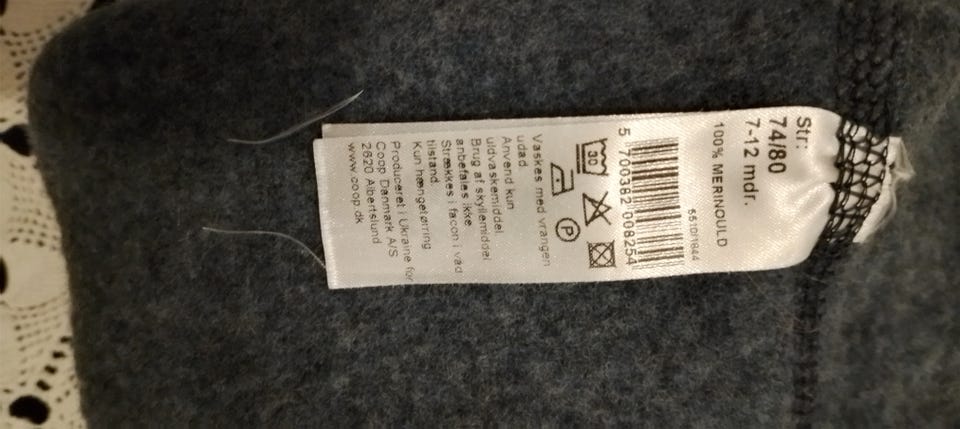 Str:
74/80
7-12 mdr.
100% MERINOULD
5 700382 008254
30
P
Vaskes med vrangen
udad.
Anvend kun
uldvaskemiddel.
Brug af skyllemiddel
anbefales ikke
Strækkes i facon i våd
tilstand.
Kun hængetørring
Produceret i Ukraine for
Coop Danmark A/S
2620 Albertslund
www.coop.dk